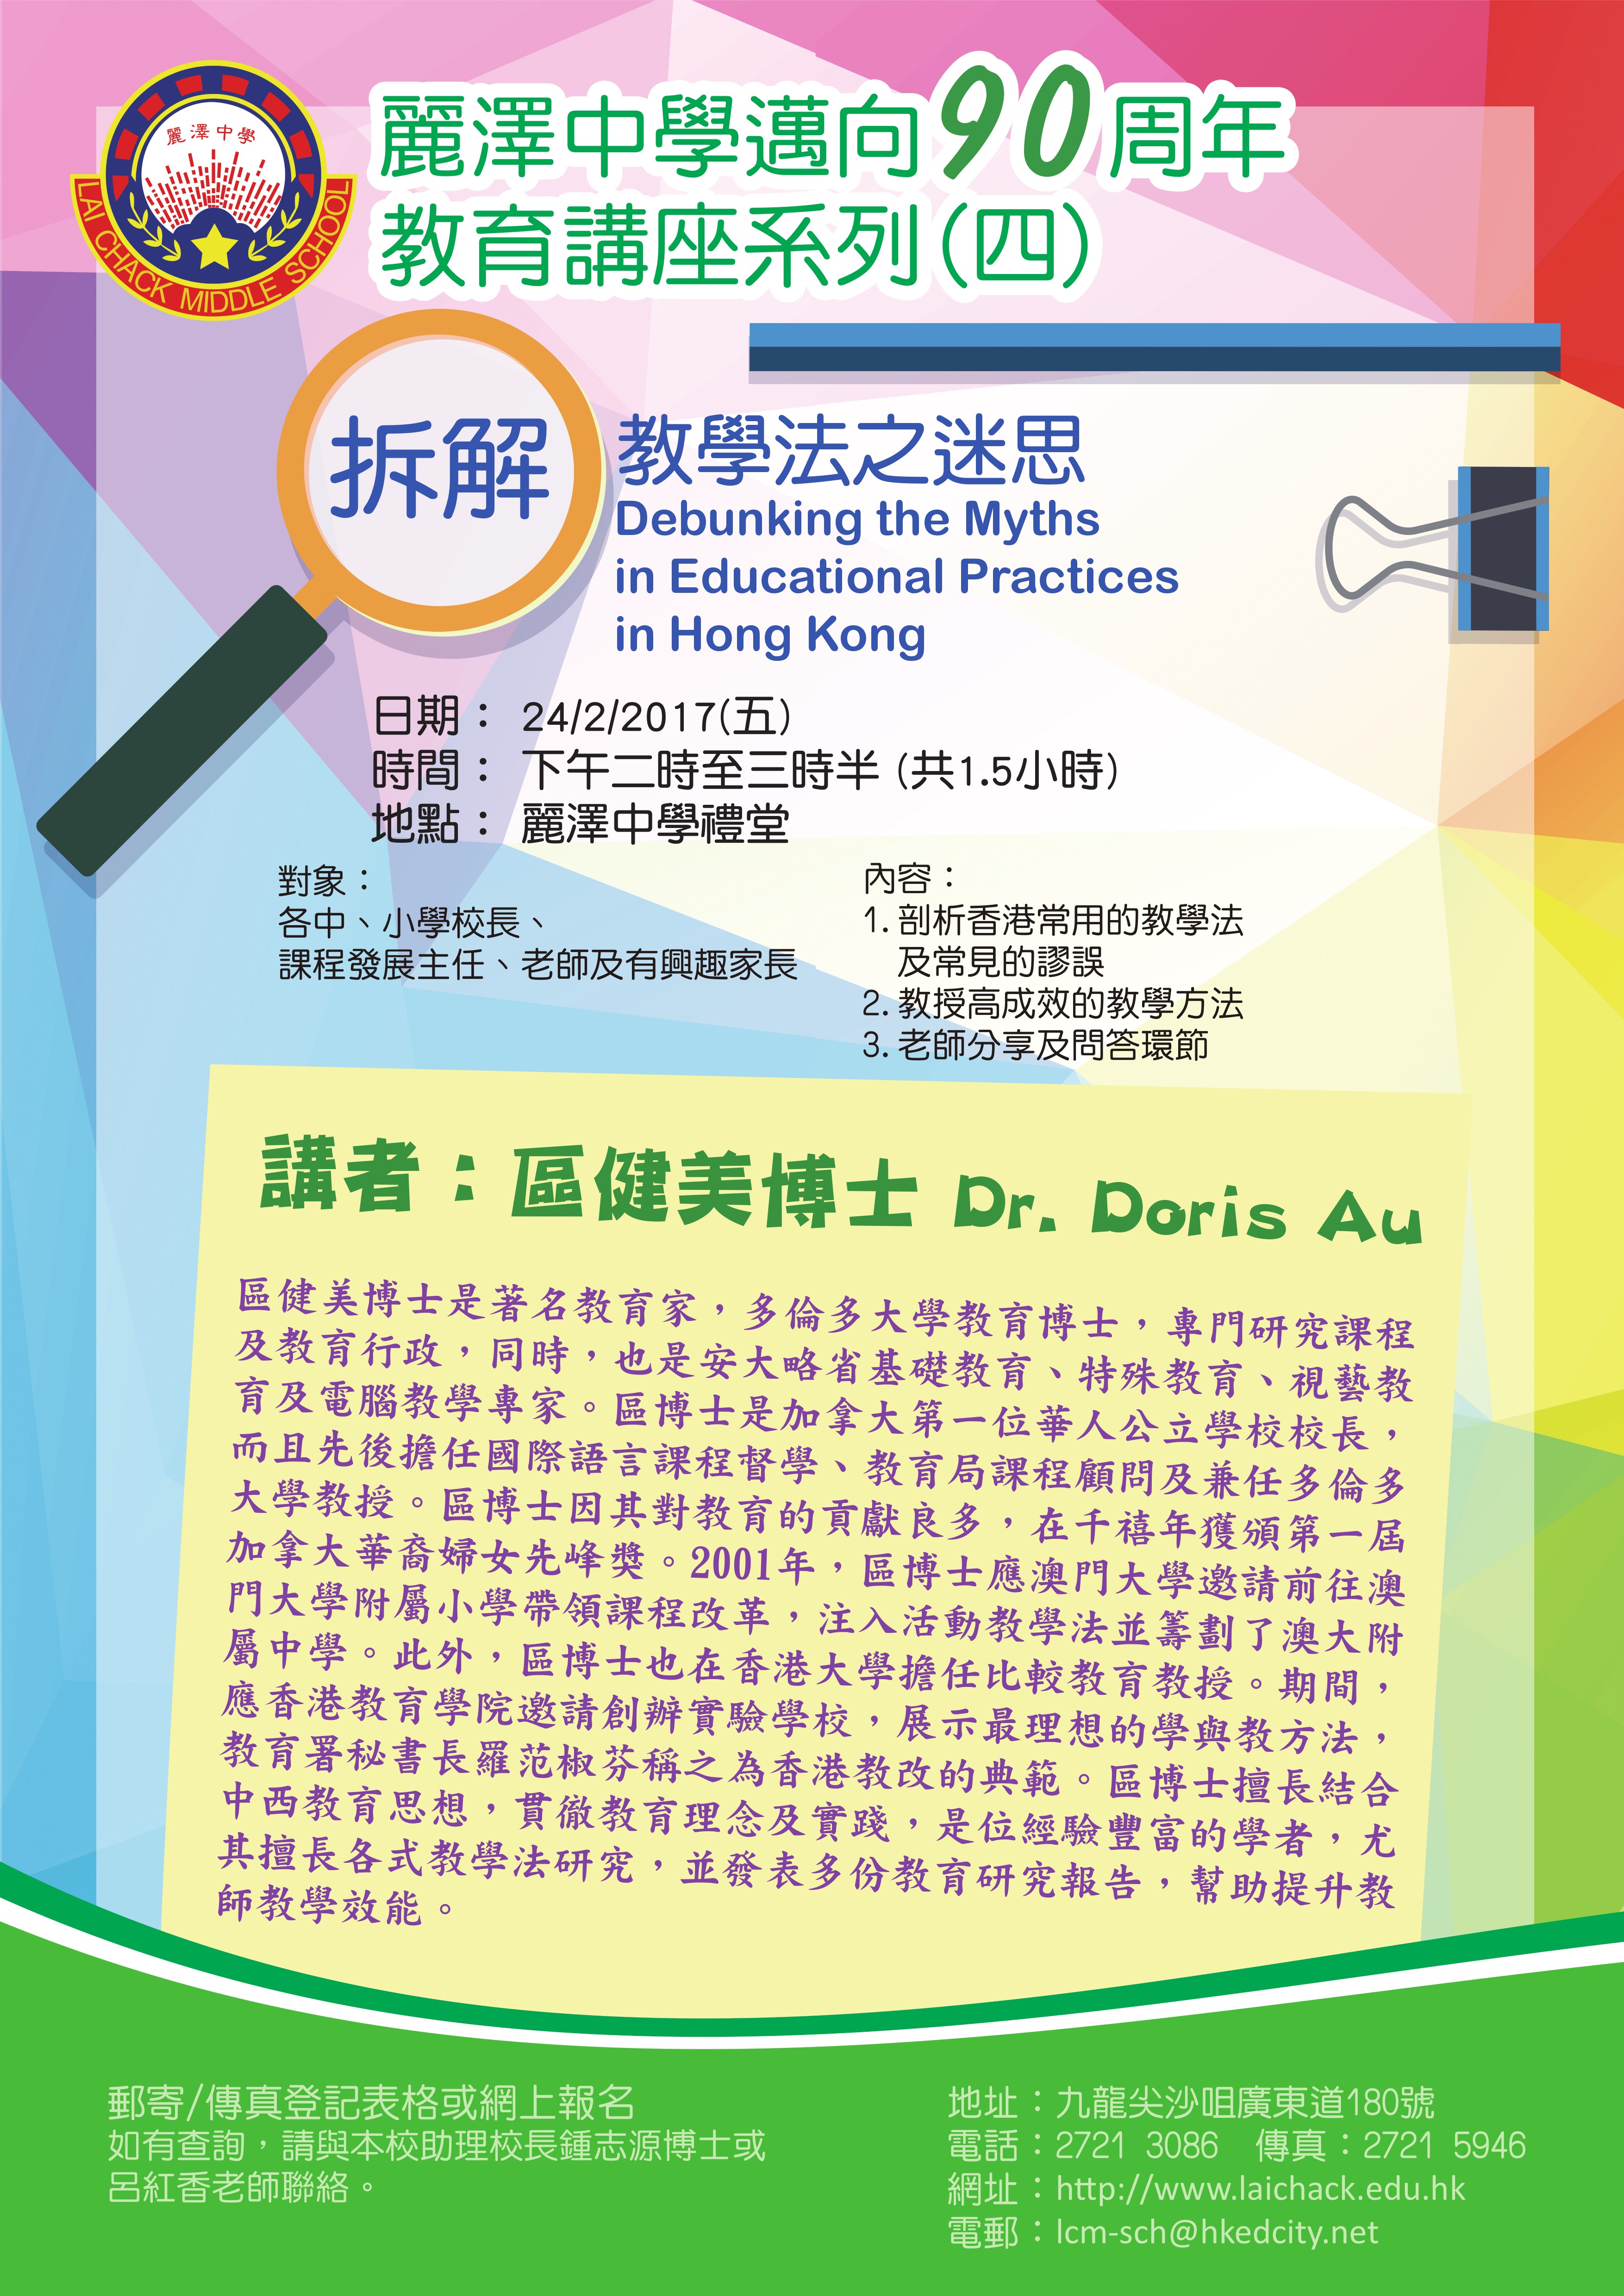 麗澤中學邁向90周年
教育講座系列(四)
麗澤中學
LAI CHACK MIDDLE SCHOOL
拆解
教學法之迷思
Debunking the Myths
in Educational Practices
in Hong Kong
日期： 24/2/2017(五)
時間： 下午二時至三時半 (共1.5小時)
地點： 麗澤中學禮堂
對象：
各中、小學校長、
課程發展主任、老師及有興趣家長
內容：
1. 剖析香港常用的教學法
及常見的謬誤
2. 教授高成效的教學方法
3. 老師分享及問答環節
講者：區健美博士 Dr. Doris Au
區健美博士是著名教育家，多倫多大學教育博士，專門研究課程
及教育行政，同時，也是安大略省基礎教育、特殊教育、視藝教
育及電腦教學專家。區博士是加拿大第一位華人公立學校校長，
而且先後擔任國際語言課程督學、教育局課程顧問及兼任多倫多
大學教授。區博士因其對教育的貢獻良多，在千禧年獲頒第一屆
加拿大華裔婦女先峰獎。2001年，區博士應澳門大學邀請前往澳
門大學附屬小學帶領課程改革，注入活動教學法並籌劃了澳大附
屬中學。此外，區博士也在香港大學擔任比較教育教授。期間，
應香港教育學院邀請創辦實驗學校，展示最理想的學與教方法，
教育署秘書長羅范椒芬稱之為香港教改的典範。區博士擅長結合
中西教育思想，貫徹教育理念及實踐，是位經驗豐富的學者，尤
其擅長各式教學法研究，並發表多份教育研究報告，幫助提升教
師教學效能。
郵寄/傳真登記表格或網上報名
如有查詢，請與本校助理校長鍾志源博士或
呂紅香老師聯絡。
地址：九龍尖沙咀廣東道180號
電話：2721 3086 傳真：2721 5946
網址：http://www.laichack.edu.hk
電郵：lcm-sch@hkedcity.net